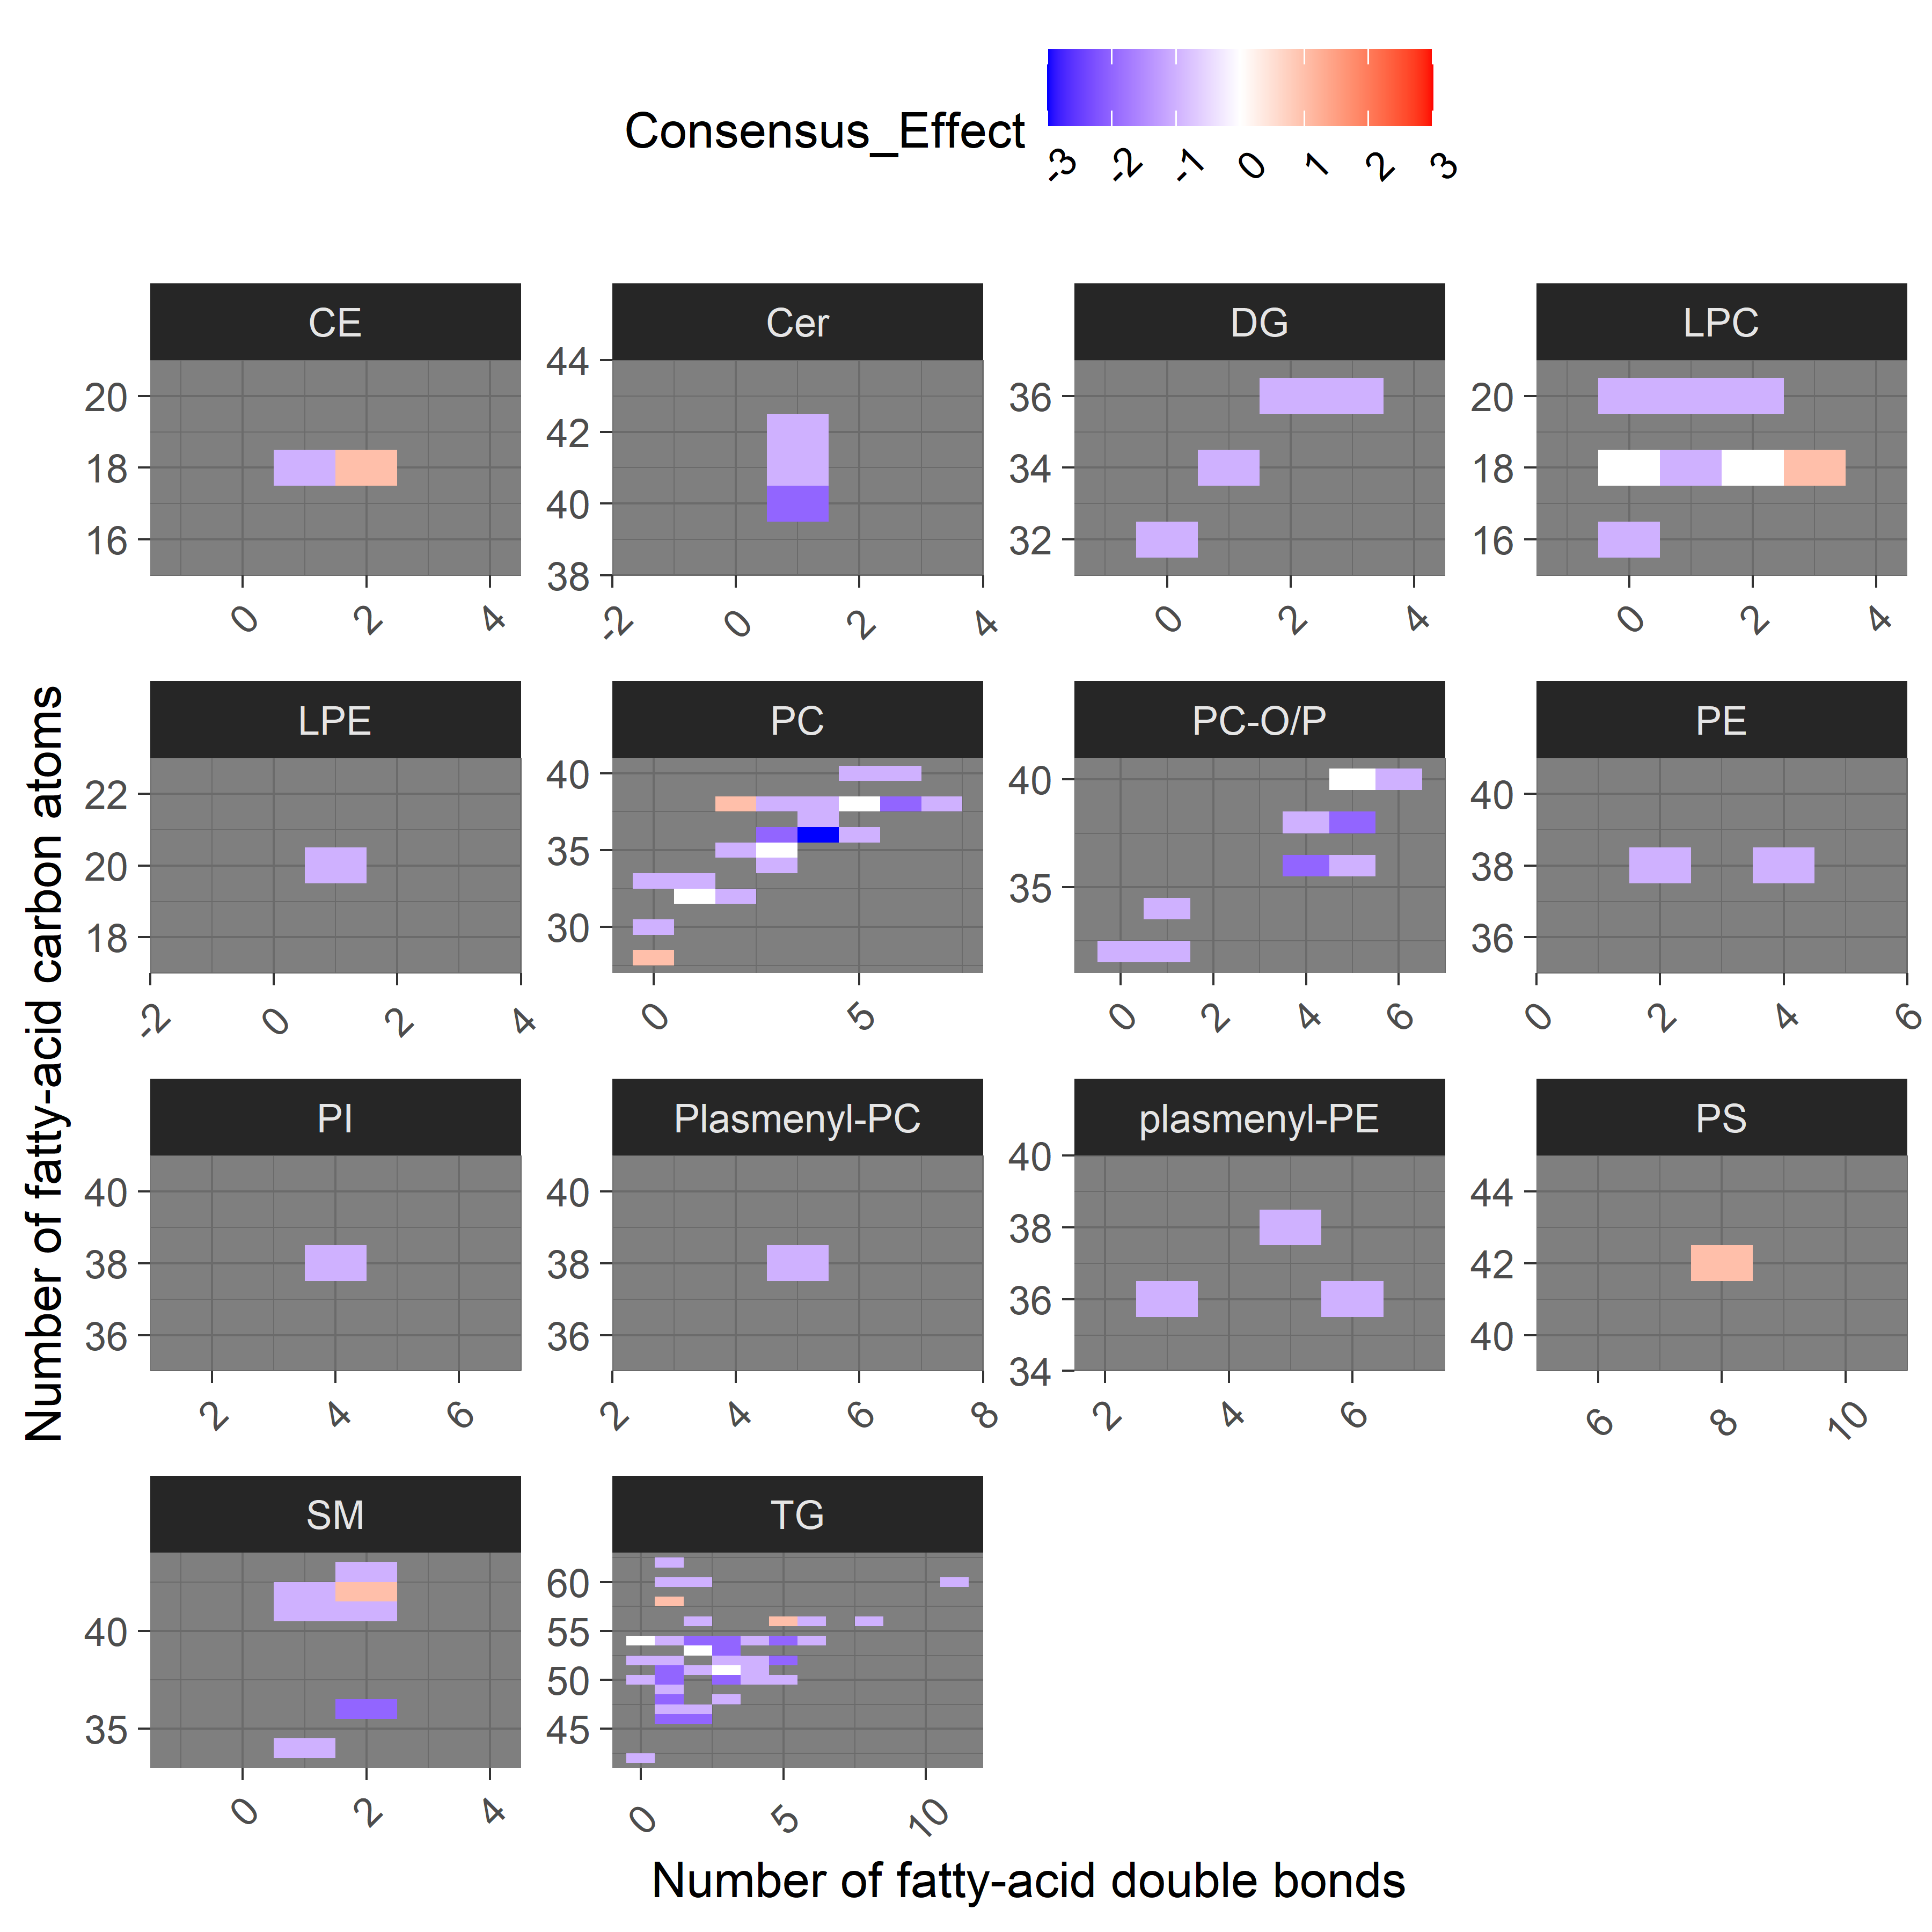 Consensus_Effect
-3 -2 -1 0 1 2 3
CE Cer DG LPC
20 18 16
44 42 40 38
36 34 32
20 18 16
0 2 4
-2 0 2 4
0 2 4
0 2 4
LPE PC PC-O/P PE
22 20 18
40 35 30
40 35
40 38 36
-2 0 2 4
0 5
0 2 4 6
0 2 4 6
PI Plasmenyl-PC plasmenyl-PE PS
40 38 36
40 38 36
40 38 36 34
44 42 40
2 4 6
2 4 6 8
2 4 6
6 8 10
SM TG
40 35
60 55 50 45
0 2 4
0 5 10
Number of fatty-acid carbon atoms
Number of fatty-acid double bonds